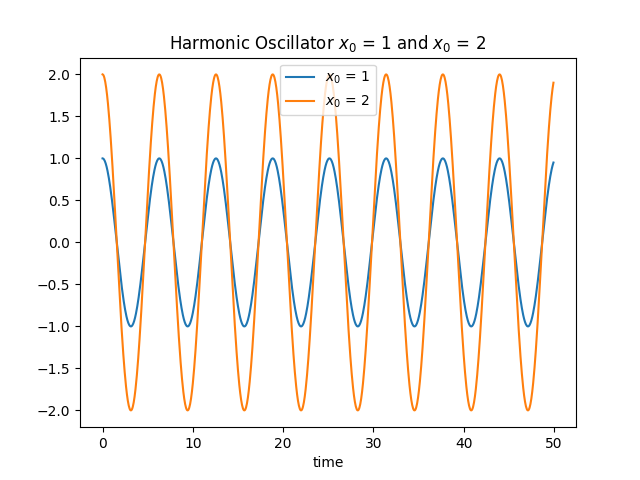 Harmonic Oscillator x₀ = 1 and x₀ = 2
x₀ = 1
x₀ = 2
2.0
1.5
1.0
0.5
0.0
−0.5
−1.0
−1.5
−2.0
0 10 20 30 40 50
time